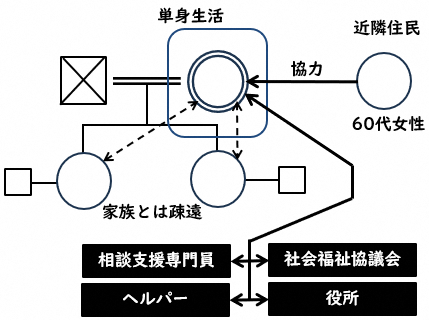 単身生活
近隣住民
協力
60代女性
家族とは疎遠
相談支援専門員
社会福祉協議会
ヘルパー
役所